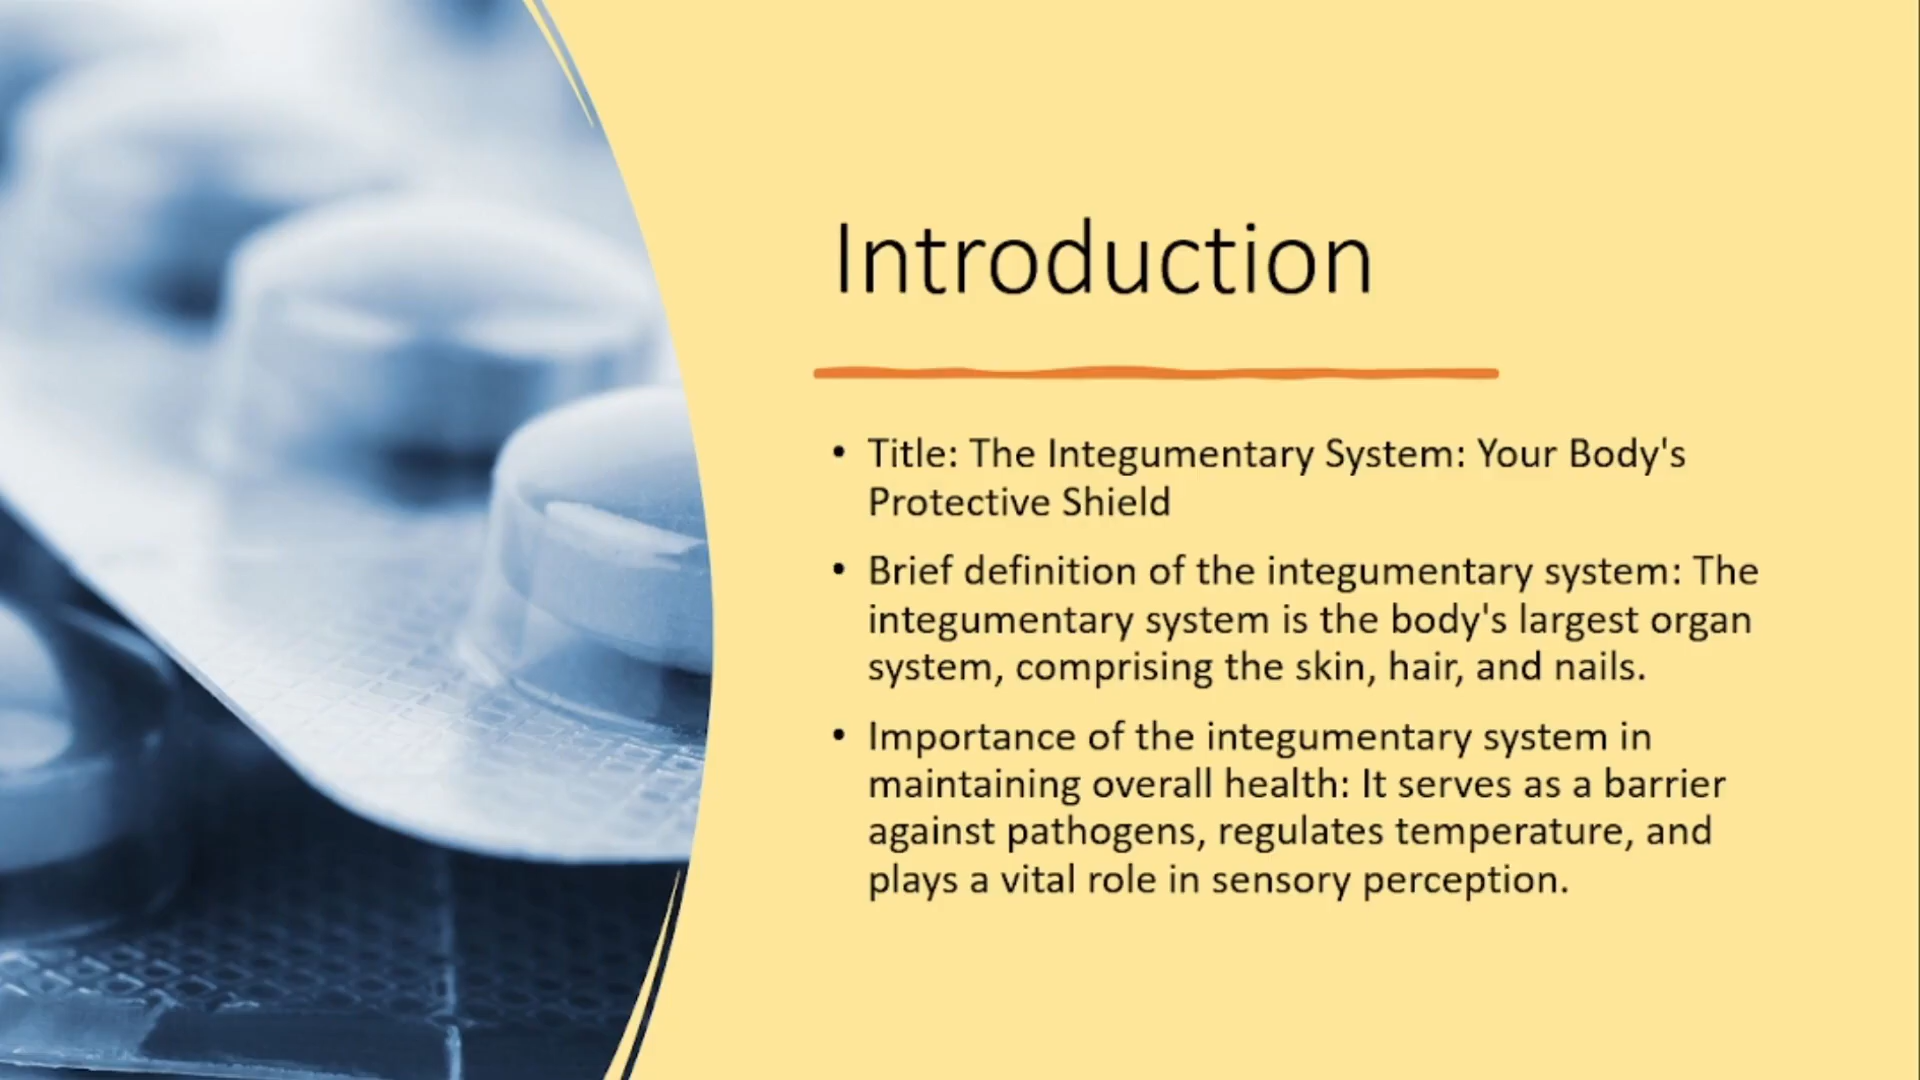 Introduction
• Title: The Integumentary System: Your Body's
Protective Shield
• Brief definition of the integumentary system: The
integumentary system is the body's largest organ
system, comprising the skin, hair, and nails.
• Importance of the integumentary system in
maintaining overall health: It serves as a barrier
against pathogens, regulates temperature, and
plays a vital role in sensory perception.